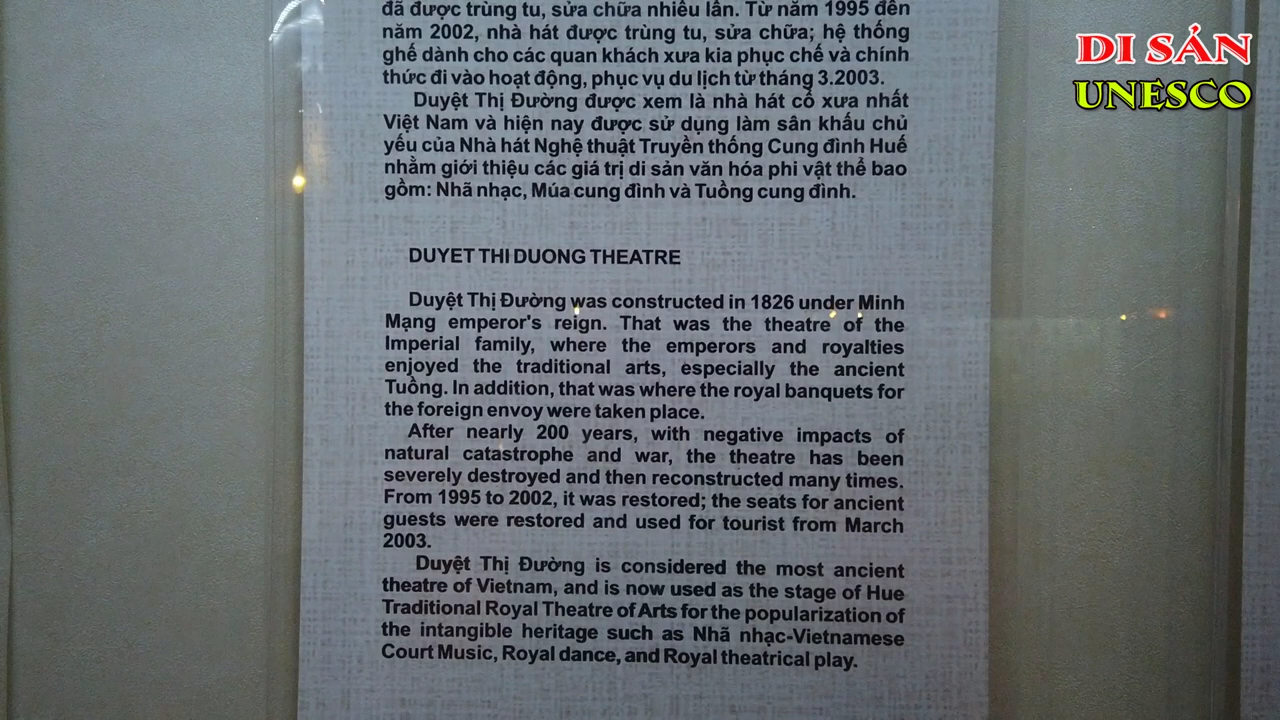 đã được trùng tu, sửa chữa nhiều lần. Từ năm 1995 đến
năm 2002, nhà hát được trùng tu, sửa chữa; hệ thống
ghế dành cho các quan khách xưa kia phục chế và chính
thức đi vào hoạt động, phục vụ du lịch từ tháng 3.2003.
Duyệt Thị Đường được xem là nhà hát cổ xưa nhất
Việt Nam và hiện nay được sử dụng làm sân khấu chủ
yếu của Nhà hát Nghệ thuật Truyền thống Cung đình Huế
nhằm giới thiệu các giá trị di sản văn hóa phi vật thể bao
gồm: Nhã nhạc, Múa cung đình và Tuồng cung đình.
DUYET THI DUONG THEATRE
Duyệt Thị Đường was constructed in 1826 under Minh
Mạng emperor's reign. That was the theatre of the
Imperial family, where the emperors and royalties
enjoyed the traditional arts, especially the ancient
Tuồng. In addition, that was where the royal banquets for
the foreign envoy were taken place.
After nearly 200 years, with negative impacts of
natural catastrophe and war, the theatre has been
severely destroyed and then reconstructed many times.
From 1995 to 2002, it was restored; the seats for ancient
guests were restored and used for tourist from March
2003.
Duyệt Thị Đường is considered the most ancient
theatre of Vietnam, and is now used as the stage of Hue
Traditional Royal Theatre of Arts for the popularization of
the intangible heritage such as Nhã nhạc-Vietnamese
Court Music, Royal dance, and Royal theatrical play.
DI SẢN
UNESCO